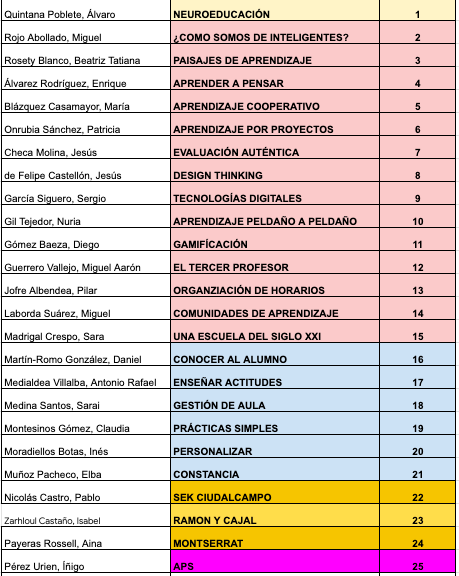 Quintana Poblete, Álvaro NEUROEDUCACIÓN 1
Rojo Abollado, Miguel ¿COMO SOMOS DE INTELIGENTES? 2
Rosety Blanco, Beatriz Tatiana PAISAJES DE APRENDIZAJE 3
Álvarez Rodríguez, Enrique APRENDER A PENSAR 4
Blázquez Casamayor, María APRENDIZAJE COOPERATIVO 5
Onrubia Sánchez, Patricia APRENDIZAJE POR PROYECTOS 6
Checa Molina, Jesús EVALUACIÓN AUTÉNTICA 7
de Felipe Castellón, Jesús DESIGN THINKING 8
García Siguero, Sergio TECNOLOGÍAS DIGITALES 9
Gil Tejedor, Nuria APRENDIZAJE PELDAÑO A PELDAÑO 10
Gómez Baeza, Diego GAMIFÍCACIÓN 11
Guerrero Vallejo, Miguel Aarón EL TERCER PROFESOR 12
Jofre Albendea, Pilar ORGANZIACIÓN DE HORARIOS 13
Laborda Suárez, Miguel COMUNIDADES DE APRENDIZAJE 14
Madrigal Crespo, Sara UNA ESCUELA DEL SIGLO XXI 15
Martín-Romo González, Daniel CONOCER AL ALUMNO 16
Medialdea Villalba, Antonio Rafael ENSEÑAR ACTITUDES 17
Medina Santos, Sarai GESTIÓN DE AULA 18
Montesinos Gómez, Claudia PRÁCTICAS SIMPLES 19
Moradiellos Botas, Inés PERSONALIZAR 20
Muñoz Pacheco, Elba CONSTANCIA 21
Nicolás Castro, Pablo SEK CIUDALCAMPO 22
Zarhloul Castaño, Isabel RAMON Y CAJAL 23
Payeras Rossell, Aina MONTSERRAT 24
Pérez Urien, Íñigo APS 25